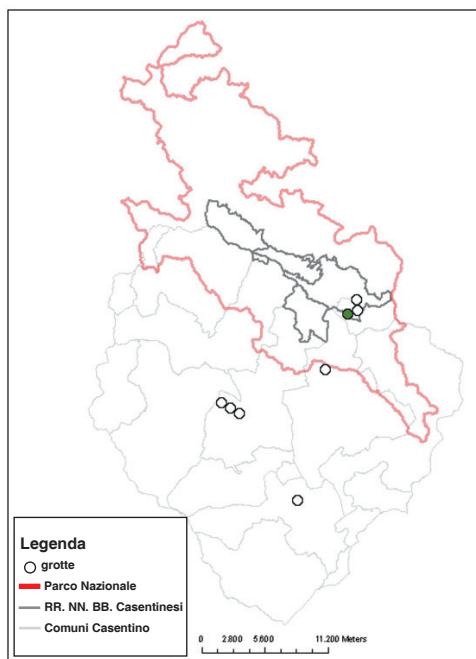 Legenda
grotte
Parco Nazionale
RR. NN. BB. Casentinesi
Comuni Casentino
0 2.800 5.600 11.200 Meters